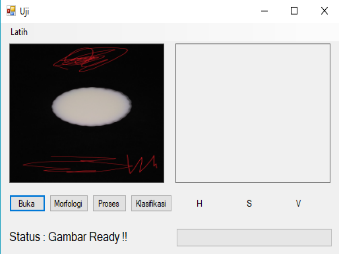 Uji
Latih
Buka Morfologi Proses Klasifikasi H S V
Status : Gambar Ready !!